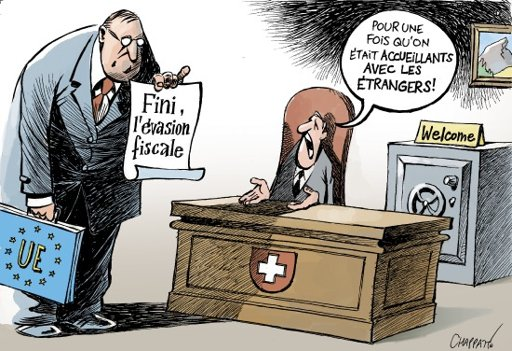 Fini,
l'évasion
fiscale
POUR UNE
FOIS QU'ON
ÉTAIT ACCUEILLANTS
AVEC LES
ÉTRANGERS!
Welcome
UE
CHAPPATTE